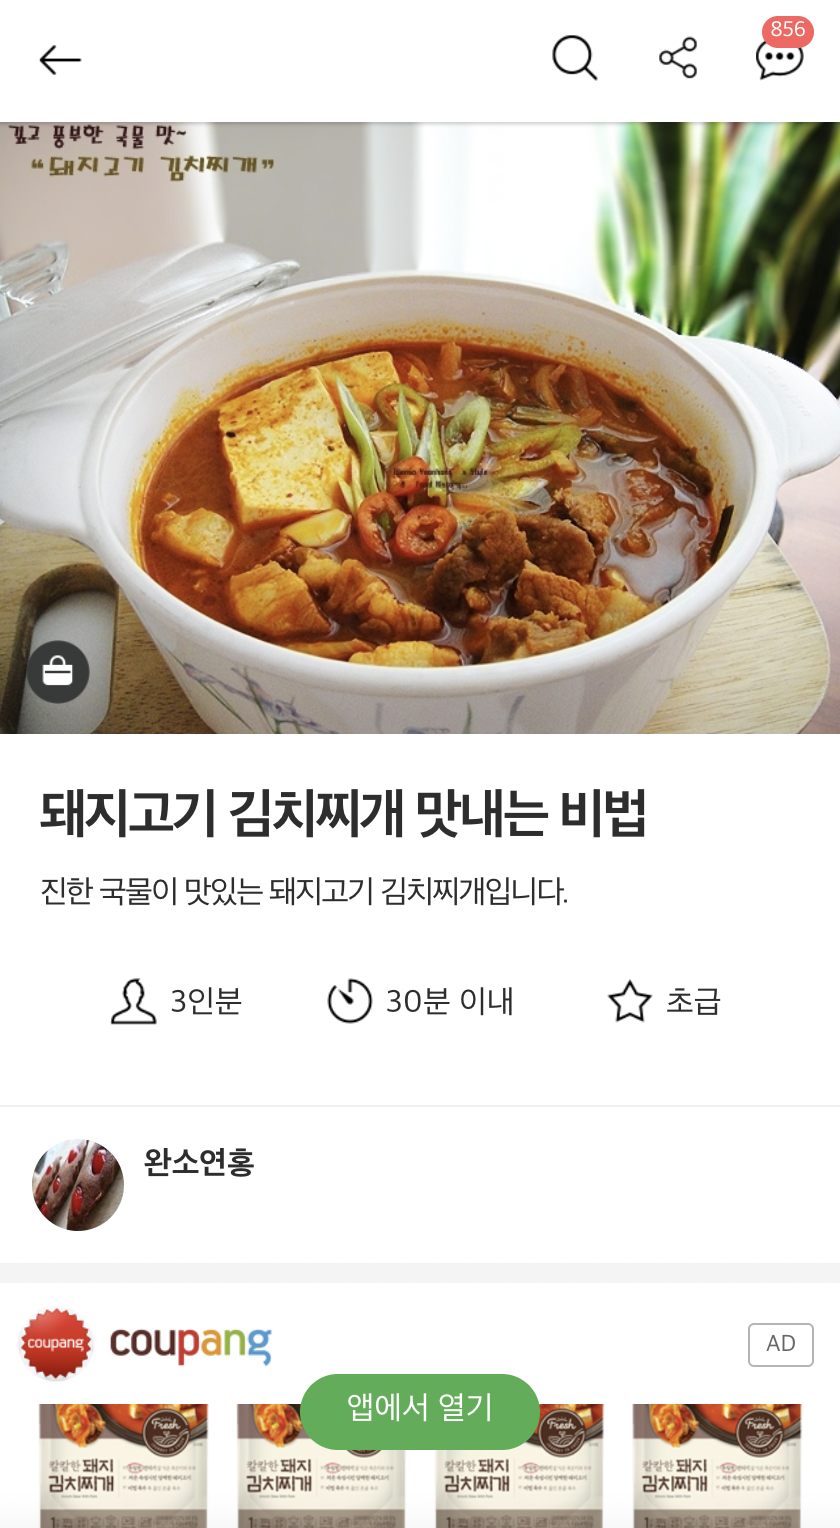 856
깊고 풍부한 국물 맛~
“돼지고기 김치찌개”
돼지고기 김치찌개 맛내는 비법
진한 국물이 맛있는 돼지고기 김치찌개입니다.
3인분
30분 이내
초급
완소연홍
coupang
coupang
AD
앱에서 열기
Fresh
Fresh
Fresh
칼칼한 돼지
김치찌개
칼칼한 돼지
김치찌개
칼칼한 돼지
김치찌개
칼칼한 돼지
김치찌개